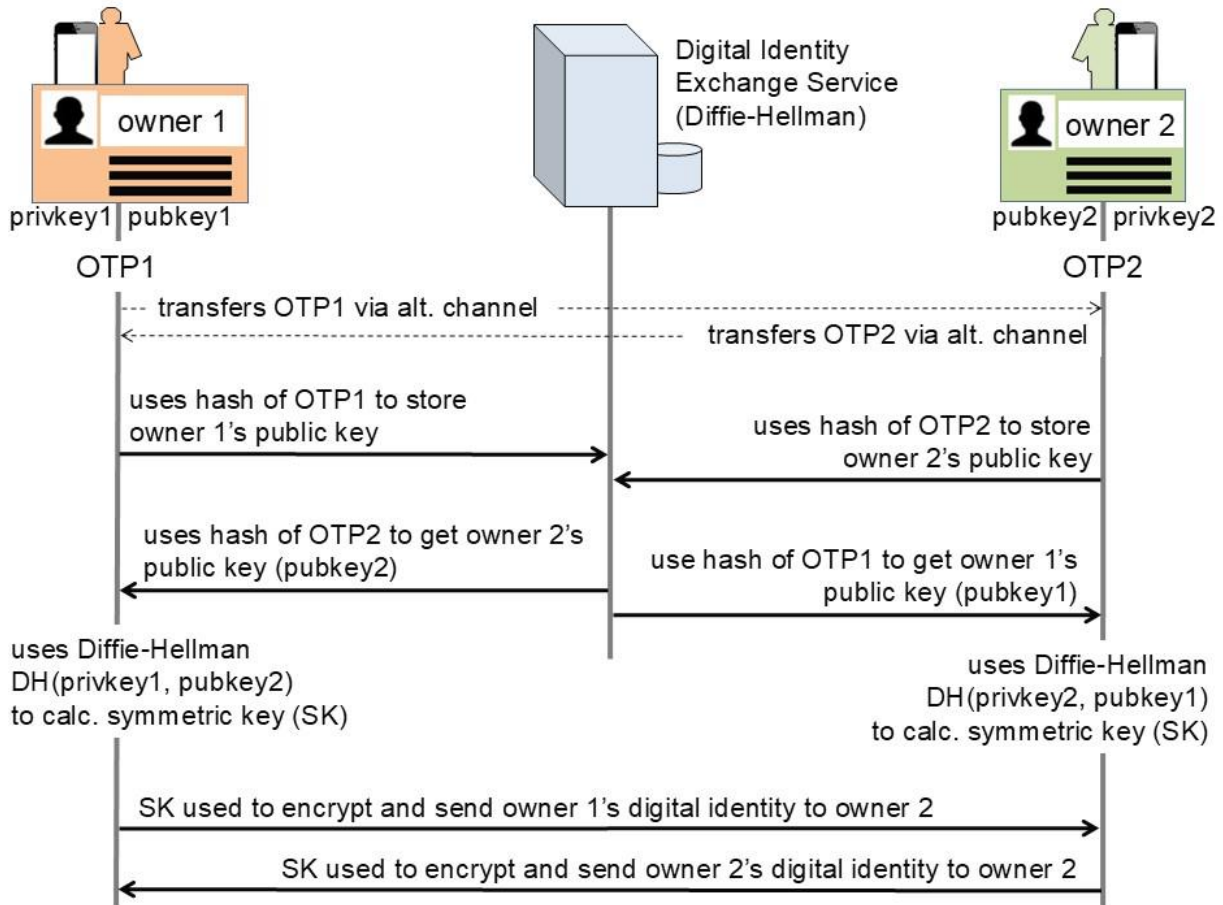 Digital Identity
Exchange Service
(Diffie-Hellman)
owner 1
owner 2
privkey1
pubkey1
pubkey2
privkey2
OTP1
OTP2
transfers OTP1 via alt. channel
transfers OTP2 via alt. channel
uses hash of OTP1 to store
owner 1’s public key
uses hash of OTP2 to store
owner 2’s public key
uses hash of OTP2 to get owner 2’s
public key (pubkey2)
use hash of OTP1 to get owner 1’s
public key (pubkey1)
uses Diffie-Hellman
DH(privkey1, pubkey2)
to calc. symmetric key (SK)
uses Diffie-Hellman
DH(privkey2, pubkey1)
to calc. symmetric key (SK)
SK used to encrypt and send owner 1’s digital identity to owner 2
SK used to encrypt and send owner 2’s digital identity to owner 2